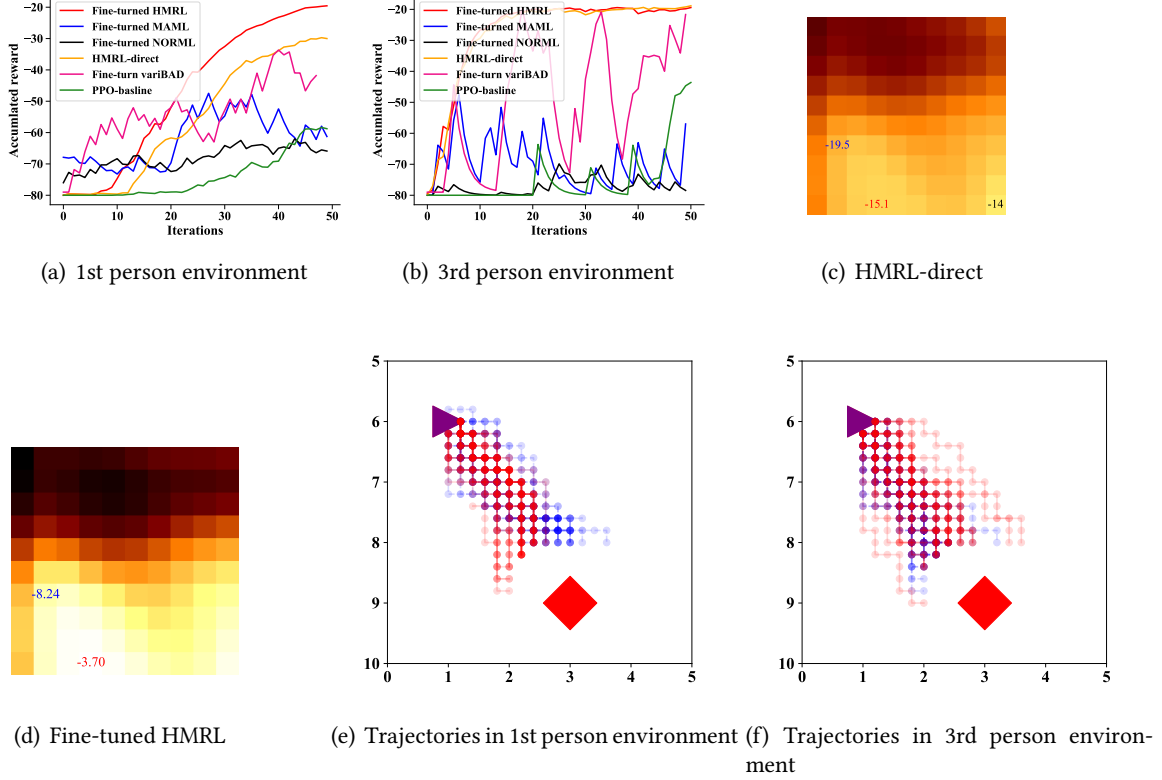 Accumulated reward
−20
−30
−40
−50
−60
−70
−80
0 10 20 30 40 50
Iterations
Fine-turned HMRL
Fine-turned MAML
Fine-turned NORML
HMRL-direct
Fine-turn variBAD
PPO-basline
(a) 1st person environment
Accumulated reward
−20
−30
−40
−50
−60
−70
−80
0 10 20 30 40 50
Iterations
Fine-turned HMRL
Fine-turned MAML
Fine-turned NORML
HMRL-direct
Fine-turn variBAD
PPO-basline
(b) 3rd person environment
-19.5
-15.1
-14
(c) HMRL-direct
-8.24
-3.70
(d) Fine-tuned HMRL
5
6
7
8
9
10
0 1 2 3 4 5
(e) Trajectories in 1st person environment
5
6
7
8
9
10
0 1 2 3 4 5
(f) Trajectories in 3rd person environ-
ment